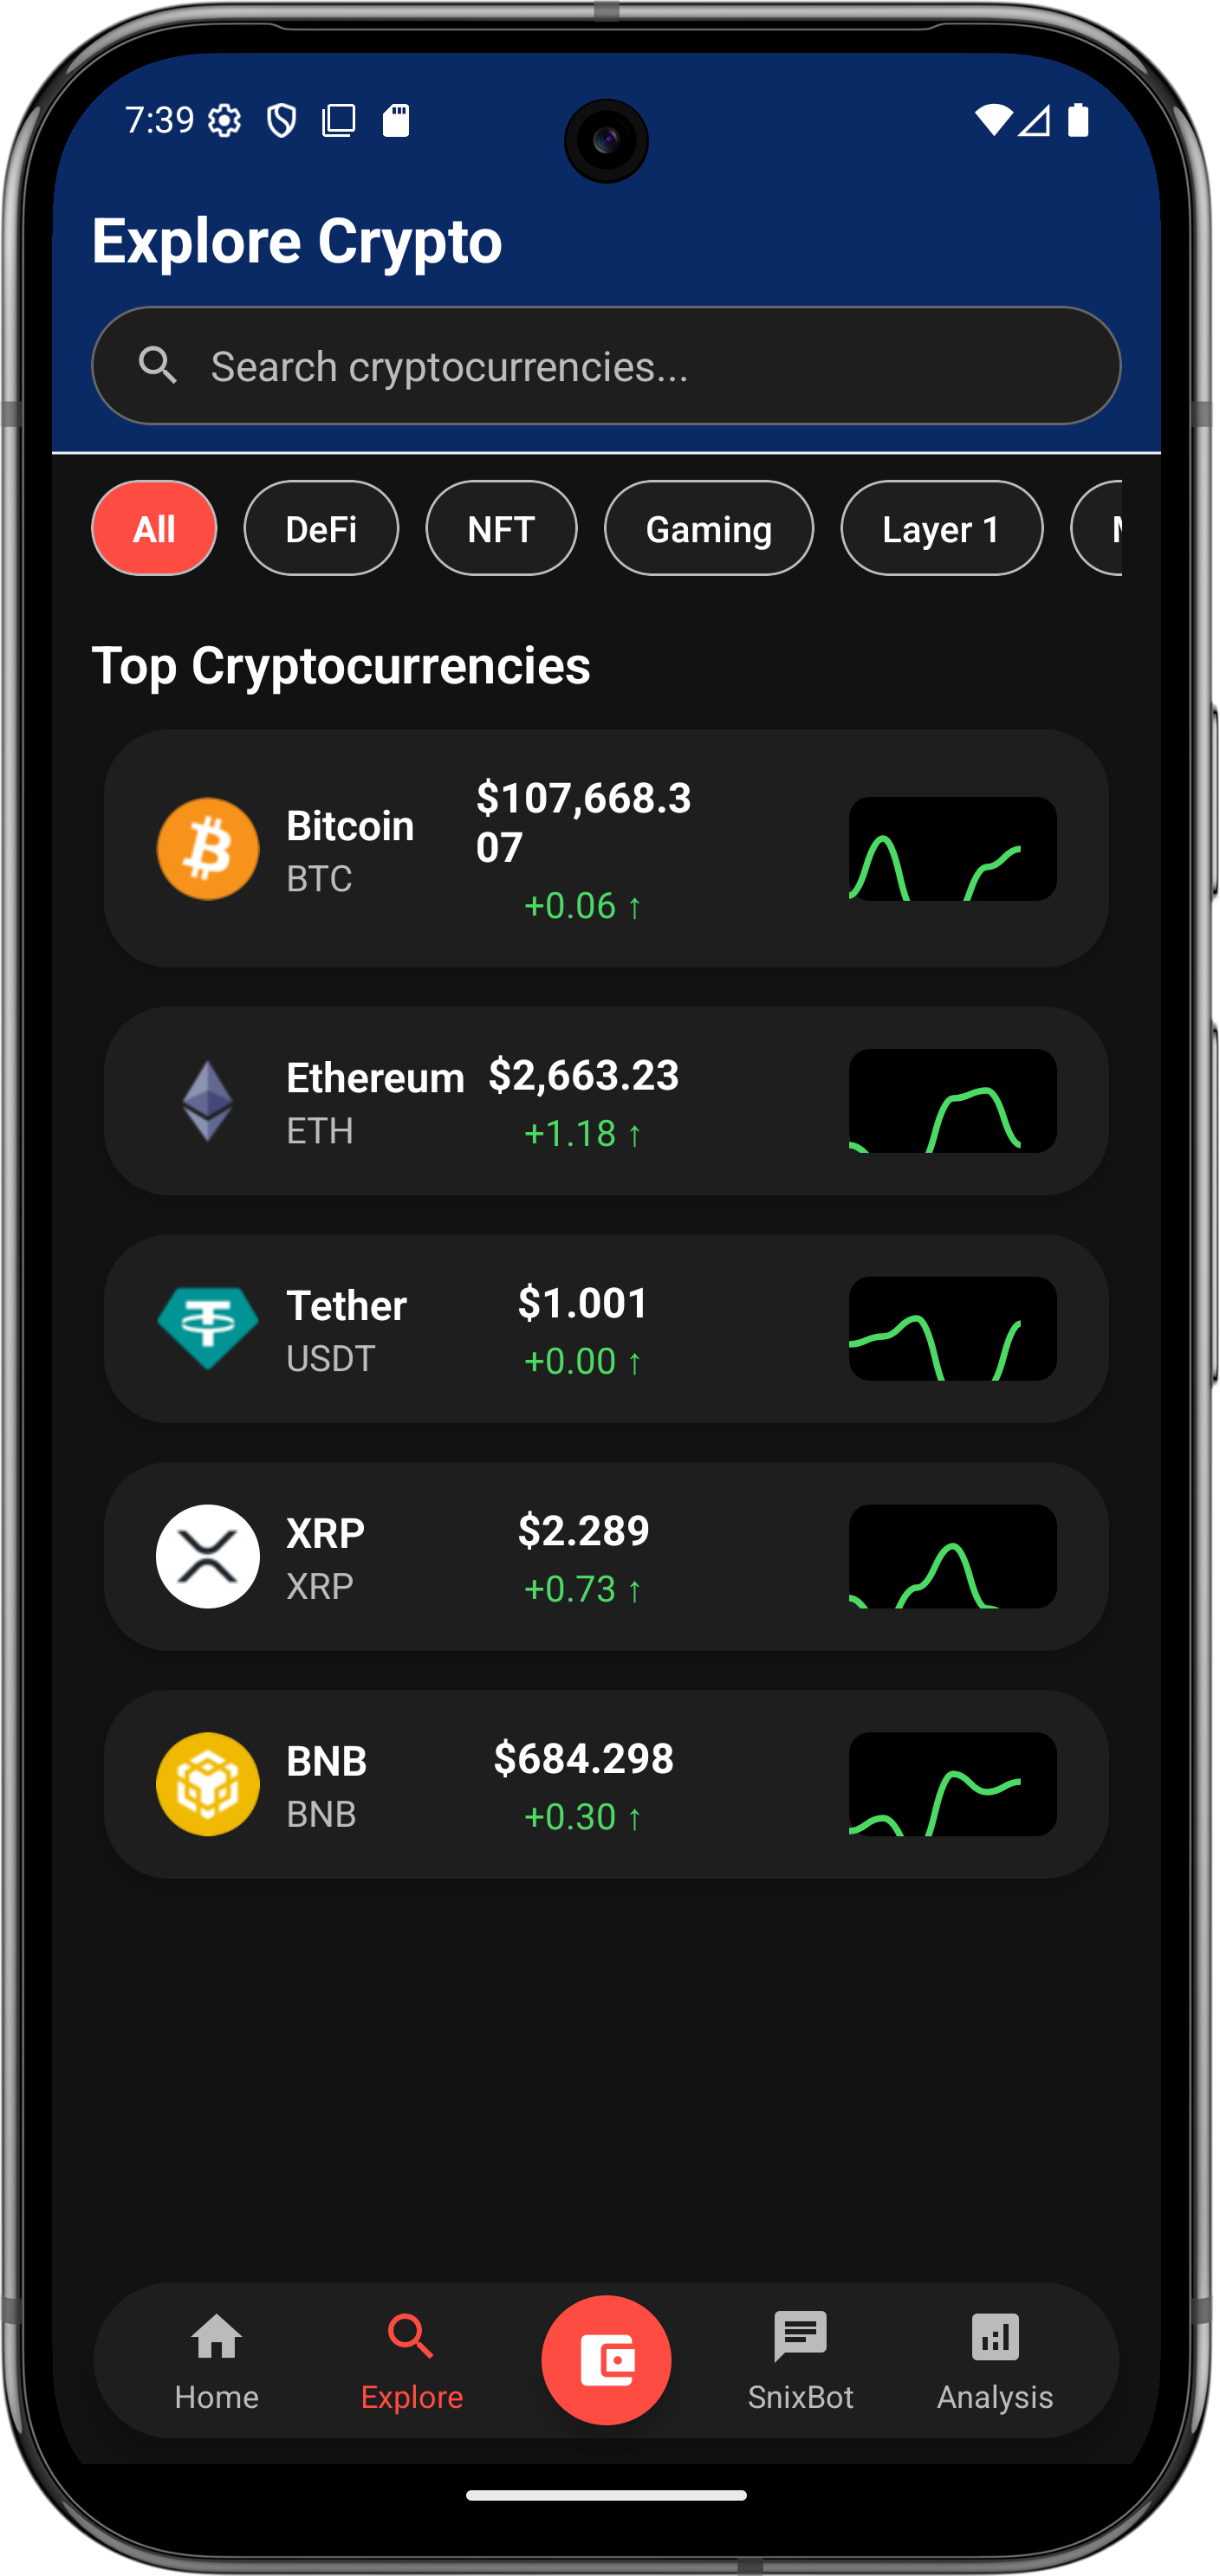 7:39
Explore Crypto
Search cryptocurrencies...
All DeFi NFT Gaming Layer 1
Top Cryptocurrencies
Bitcoin
BTC
$107,668.3
07
+0.06 ↑
Ethereum
ETH
$2,663.23
+1.18 ↑
Tether
USDT
$1.001
+0.00 ↑
XRP
XRP
$2.289
+0.73 ↑
BNB
BNB
$684.298
+0.30 ↑
Home Explore SnixBot Analysis